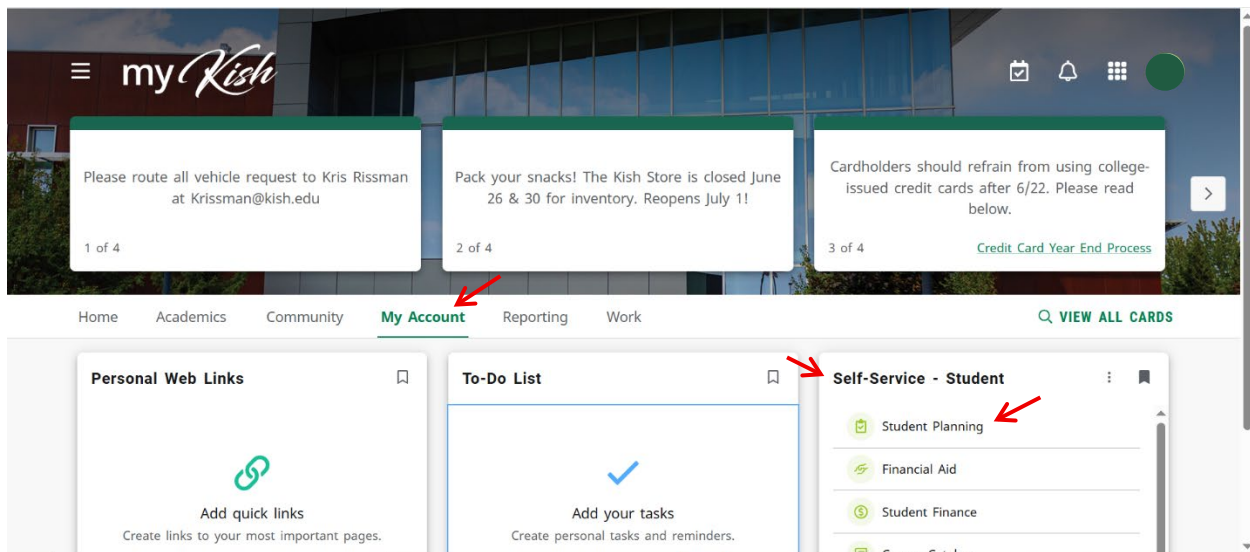 my Kish
Please route all vehicle request to Kris Rissman
at Krissman@kish.edu
1 of 4
Pack your snacks! The Kish Store is closed June
26 & 30 for inventory. Reopens July 1!
2 of 4
Cardholders should refrain from using college-
issued credit cards after 6/22. Please read
below.
3 of 4
Credit Card Year End Process
Home Academics Community My Account Reporting Work
VIEW ALL CARDS
Personal Web Links
Add quick links
Create links to your most important pages.
To-Do List
Add your tasks
Create personal tasks and reminders.
Self-Service - Student
Student Planning
Financial Aid
Student Finance